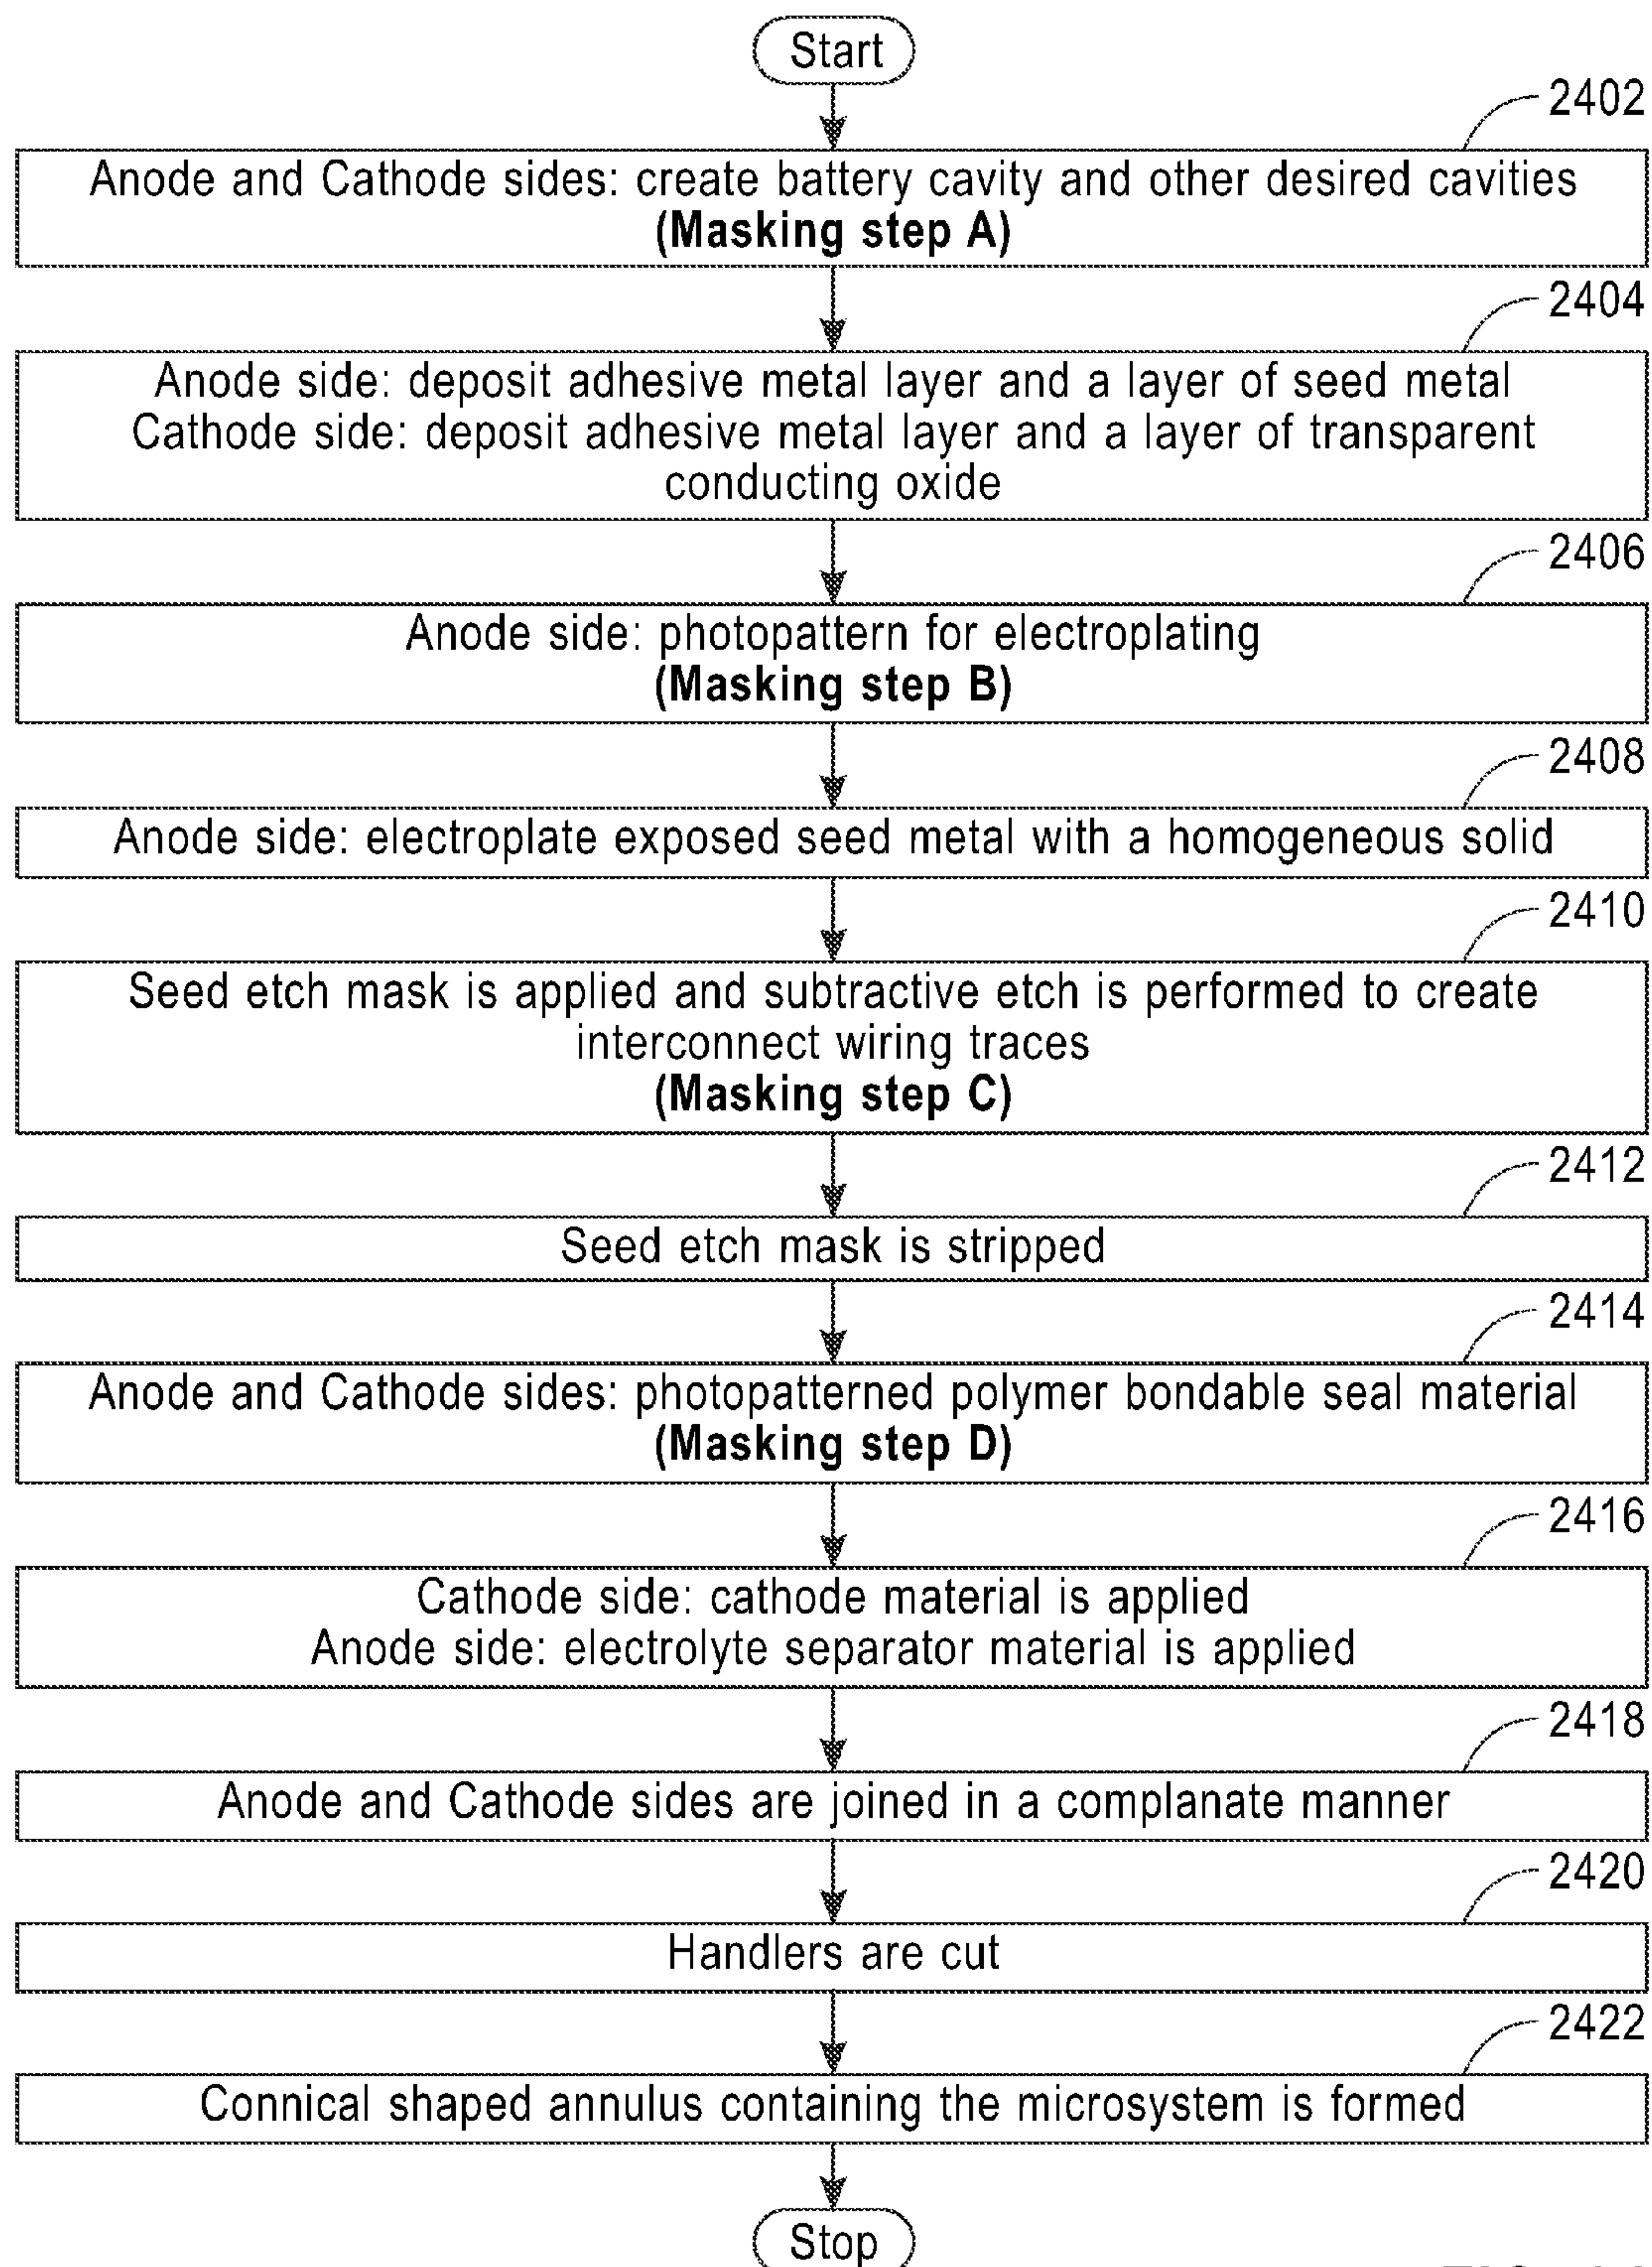 Start
2402
Anode and Cathode sides: create battery cavity and other desired cavities
(Masking step A)
2404
Anode side: deposit adhesive metal layer and a layer of seed metal
Cathode side: deposit adhesive metal layer and a layer of transparent
conducting oxide
2406
Anode side: photopattern for electroplating
(Masking step B)
2408
Anode side: electroplate exposed seed metal with a homogeneous solid
2410
Seed etch mask is applied and subtractive etch is performed to create
interconnect wiring traces
(Masking step C)
2412
Seed etch mask is stripped
2414
Anode and Cathode sides: photopatterned polymer bondable seal material
(Masking step D)
2416
Cathode side: cathode material is applied
Anode side: electrolyte separator material is applied
2418
Anode and Cathode sides are joined in a complanate manner
2420
Handlers are cut
2422
Connical shaped annulus containing the microsystem is formed
Stop